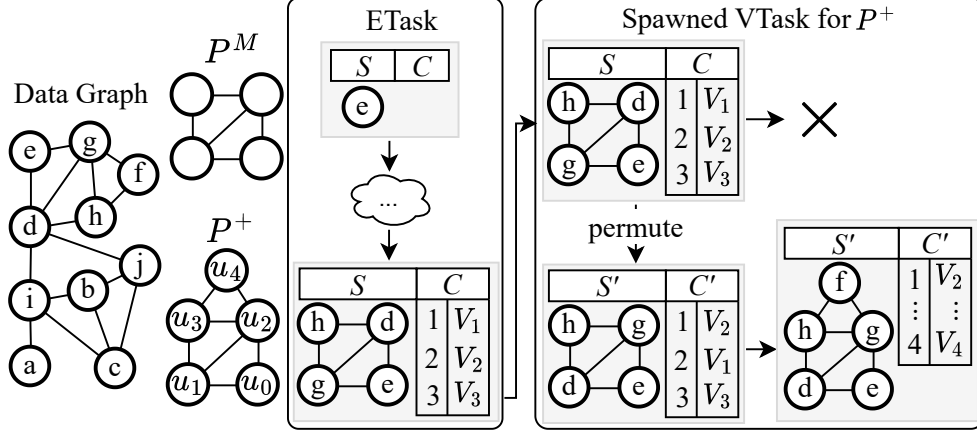 Data Graph
e
g
f
d
h
j
i
b
a
c
P^M
P^+
u_4
u_3 u_2
u_1 u_0
ETask
S C
e
...
S C
h d
g e
1 V_1
2 V_2
3 V_3
Spawned VTask for P^+
S C
h d
g e
1 V_1
2 V_2
3 V_3
permute
S′ C′
h g
d e
1 V_2
2 V_1
3 V_3
S′ C′
f
h g
d e
1 V_2
⋮ ⋮
4 V_4